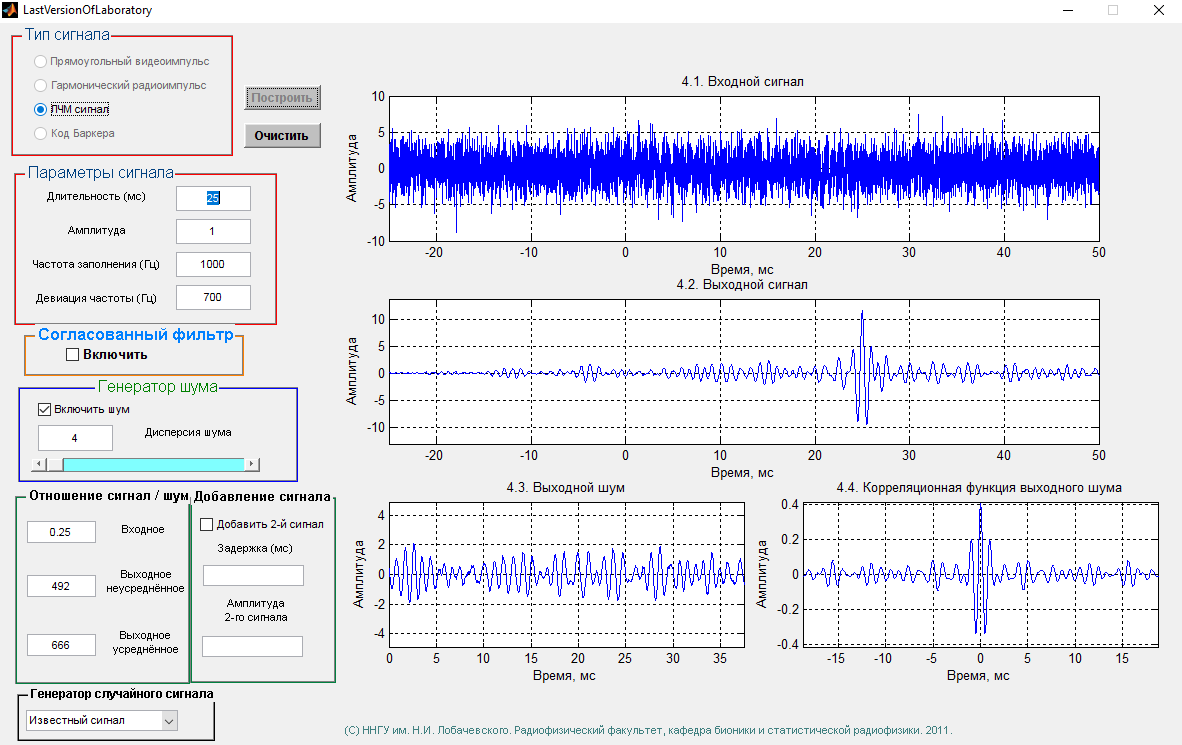 LastVersionOfLaboratory
Тип сигнала
Прямоугольный видеоимпульс
Гармонический радиоимпульс
ЛЧМ сигнал
Код Баркера
Построить
Очистить
Параметры сигнала
Длительность (мс)
25
Амплитуда
1
Частота заполнения (Гц)
1000
Девиация частоты (Гц)
700
Согласованный фильтр
Включить
Генератор шума
Включить шум
4
Дисперсия шума
Отношение сигнал / шум
0.25
Входное
492
Выходное
неусреднённое
666
Выходное
усреднённое
Добавление сигнала
Добавить 2-й сигнал
Задержка (мс)
Амплитуда
2-го сигнала
Генератор случайного сигнала
Известный сигнал
4.1. Входной сигнал
Амплитуда
10
5
0
-5
-10
-20 -10 0 10 20 30 40 50
Время, мс
4.2. Выходной сигнал
Амплитуда
10
5
0
-5
-10
-20 -10 0 10 20 30 40 50
Время, мс
4.3. Выходной шум
Амплитуда
4
2
0
-2
-4
0 5 10 15 20 25 30 35
Время, мс
4.4. Корреляционная функция выходного шума
Амплитуда
0.4
0.2
0
-0.2
-0.4
-15 -10 -5 0 5 10 15
Время, мс
(С) ННГУ им. Н.И. Лобачевского. Радиофизический факультет, кафедра бионики и статистической радиофизики. 2011.